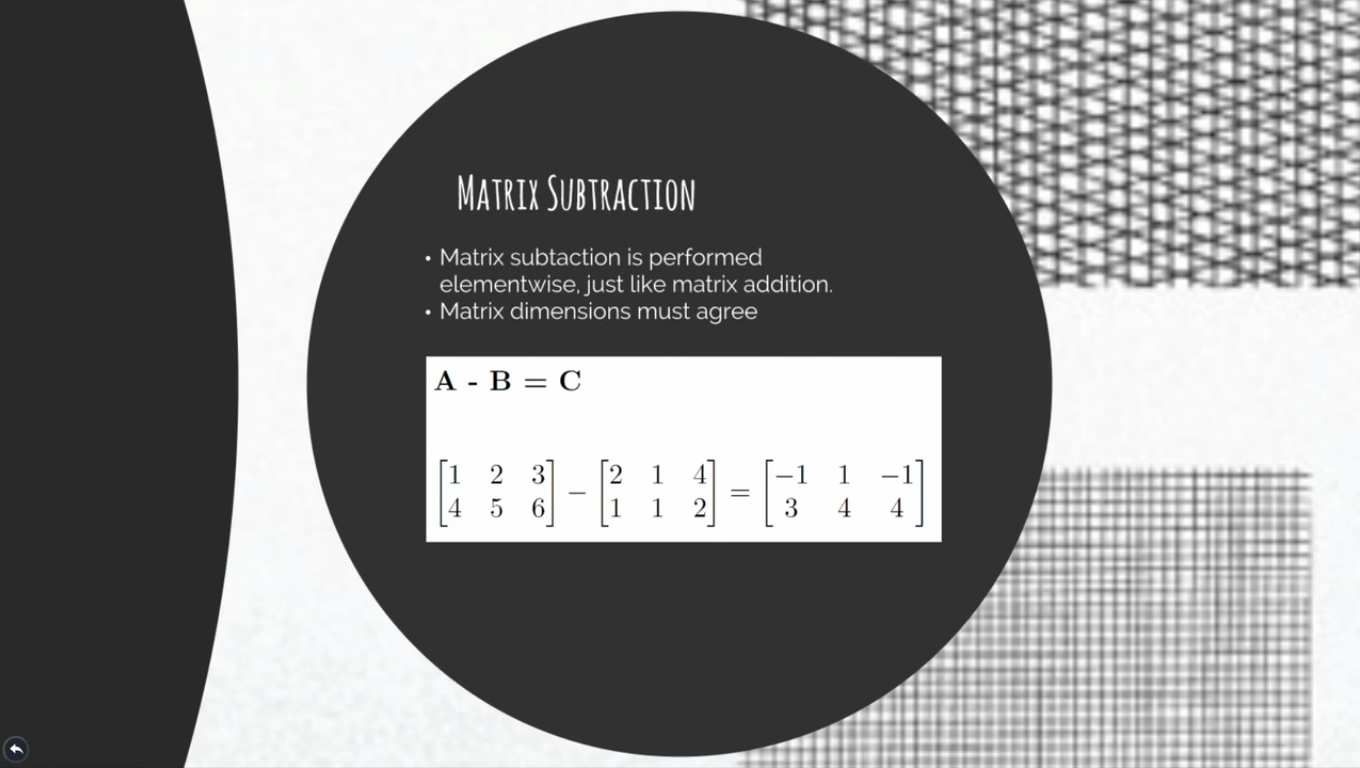 Matrix Subtraction
• Matrix subtaction is performed
elementwise, just like matrix addition.
• Matrix dimensions must agree
A - B = C
[1 2 3] − [2 1 4] = [−1 1 −1]
[4 5 6] [1 1 2] [3 4 4]